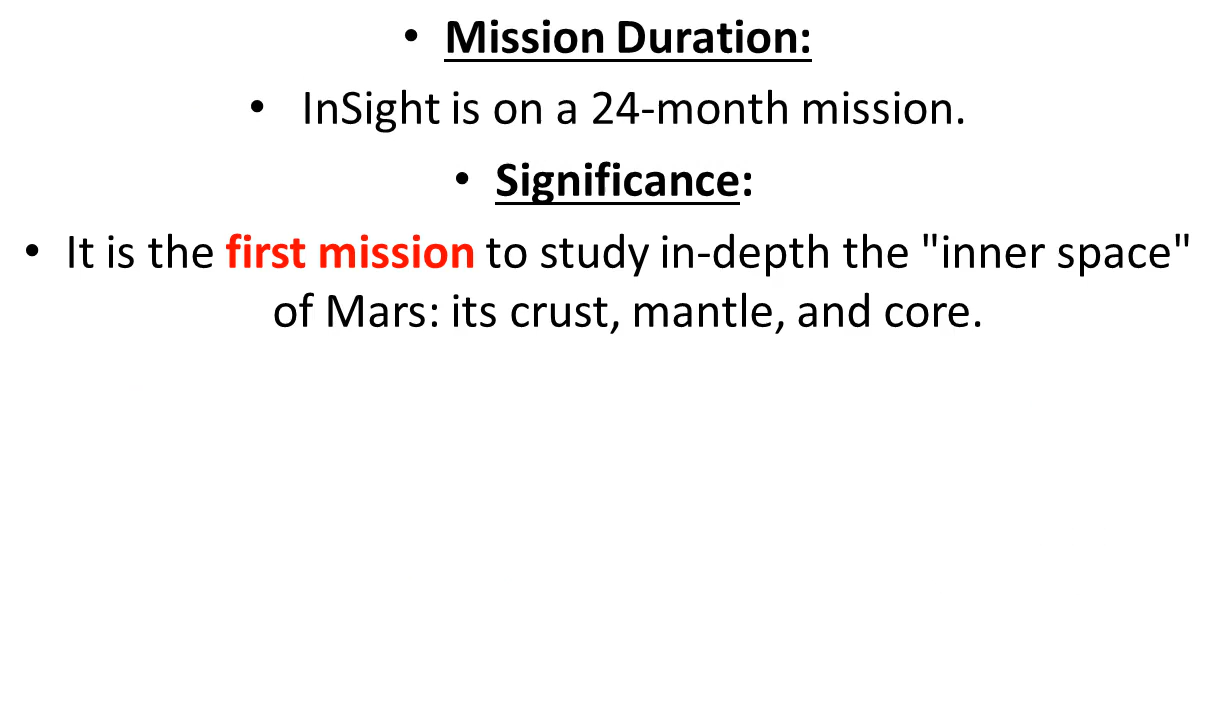 • Mission Duration:
• InSight is on a 24-month mission.
• Significance:
• It is the first mission to study in-depth the "inner space"
of Mars: its crust, mantle, and core.